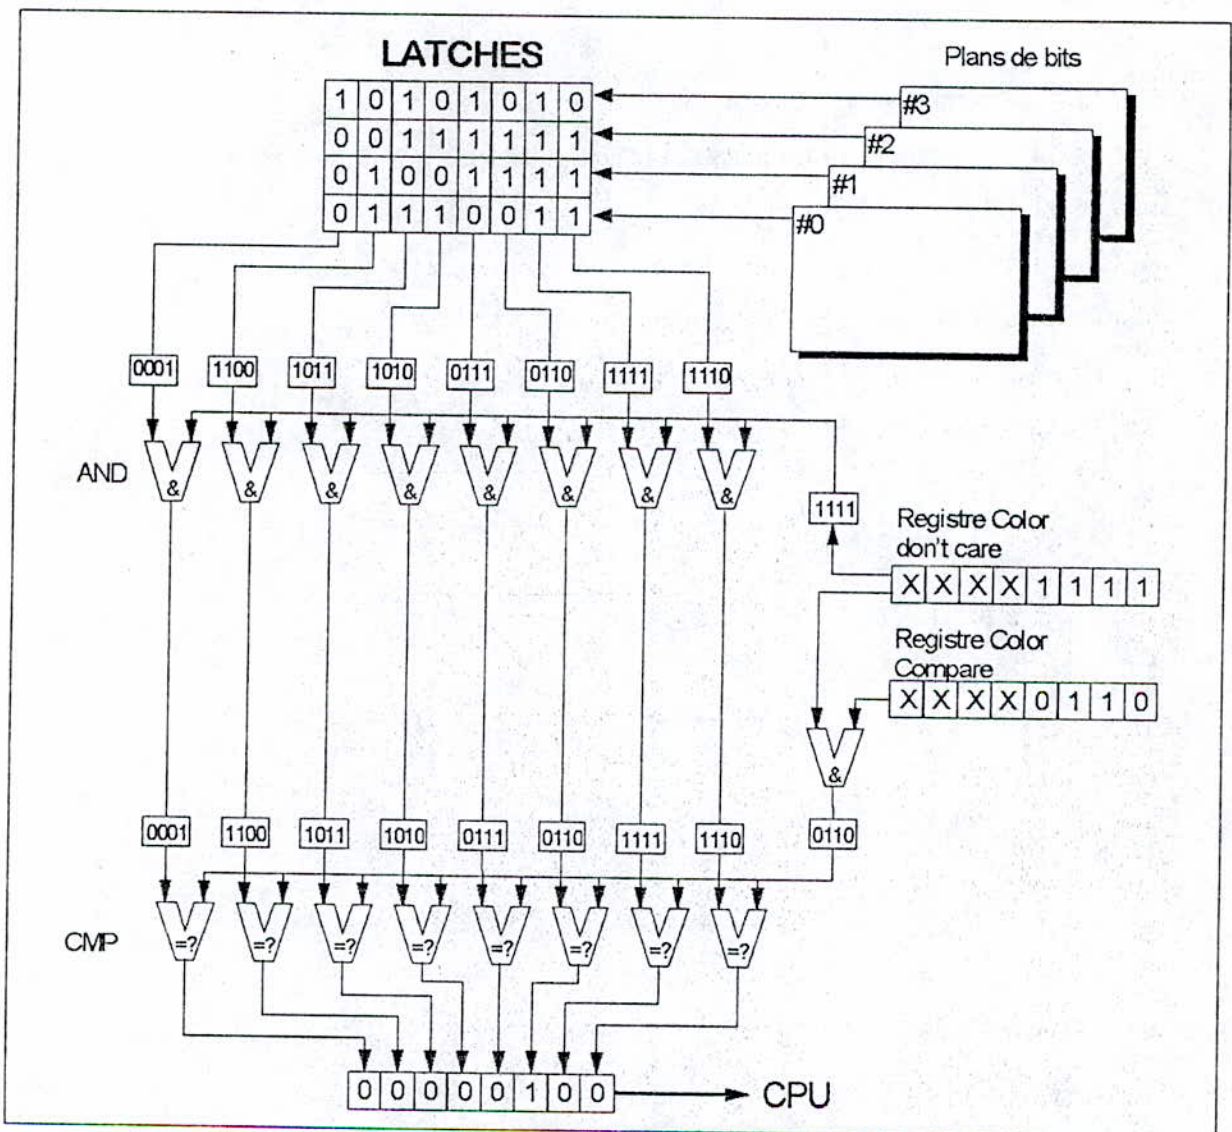 LATCHES
Plans de bits
1 0 1 0 1 0 1 0
#3
0 0 1 1 1 1 1 1
#2
0 1 0 0 1 1 1 1
#1
0 1 1 1 0 0 1 1
#0
0001 1100 1011 1010 0111 0110 1111 1110
AND
& & & & & & & &
1111
Registre Color
don't care
X X X X 1 1 1 1
Registre Color
Compare
X X X X 0 1 1 0
&
0001 1100 1011 1010 0111 0110 1111 1110 0110
CMP
=? =? =? =? =? =? =? =?
0 0 0 0 0 1 0 0
CPU